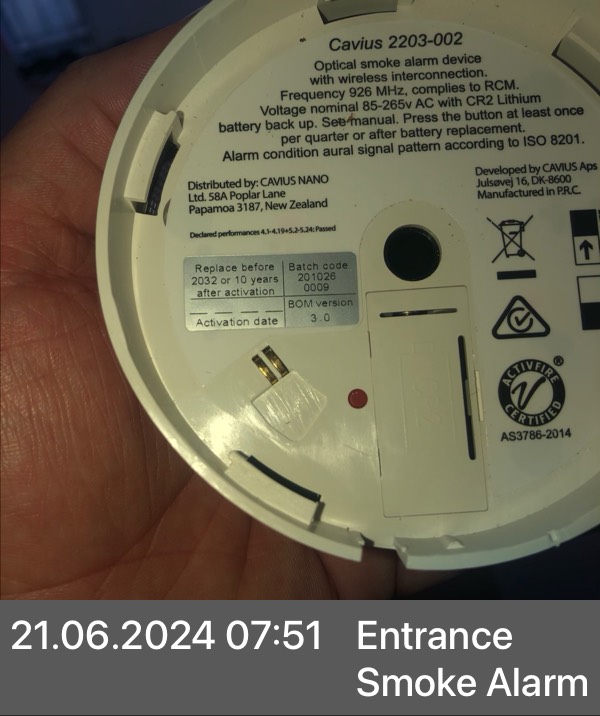 Cavius 2203-002
Optical smoke alarm device
with wireless interconnection.
Frequency 926 MHz, complies to RCM.
Voltage nominal 85-265v AC with CR2 Lithium
battery back up. See manual. Press the button at least once
per quarter or after battery replacement.
Alarm condition aural signal pattern according to ISO 8201.
Distributed by: CAVIUS NANO
Ltd. 58A Poplar Lane
Papamoa 3187, New Zealand
Developed by CAVIUS Aps
Julsøvej 16, DK-8600
Manufactured in P.R.C.
Declared performances 4.1-4.19+5.2-5.24: Passed
Replace before
2032 or 10 years
after activation
Activation date
Batch code
201026
0009
BOM version
3.0
ACTIVFIRE
®
CERTIFIED
AS3786-2014
21.06.2024 07:51
Entrance
Smoke Alarm